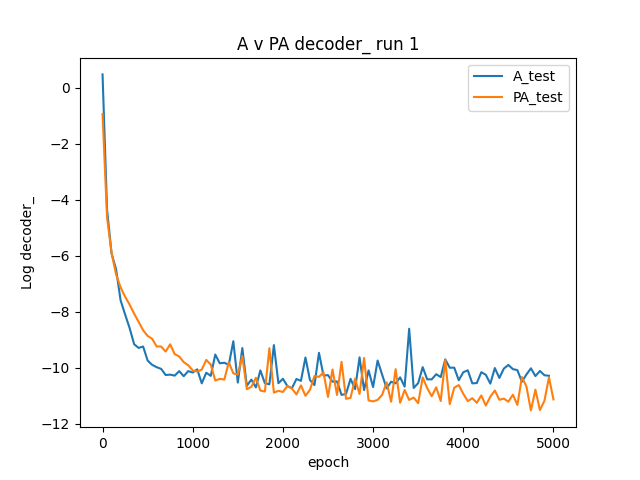 A v PA decoder_ run 1
A_test
PA_test
0
−2
−4
−6
−8
−10
−12
Log decoder_
0 1000 2000 3000 4000 5000
epoch